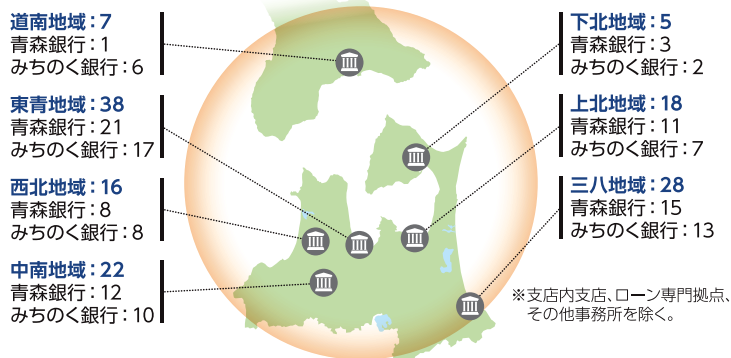 道南地域：7
青森銀行：1
みちのく銀行：6
東青地域：38
青森銀行：21
みちのく銀行：17
西北地域：16
青森銀行：8
みちのく銀行：8
中南地域：22
青森銀行：12
みちのく銀行：10
下北地域：5
青森銀行：3
みちのく銀行：2
上北地域：18
青森銀行：11
みちのく銀行：7
三八地域：28
青森銀行：15
みちのく銀行：13
※支店内支店、ローン専門拠点、
その他事務所を除く。